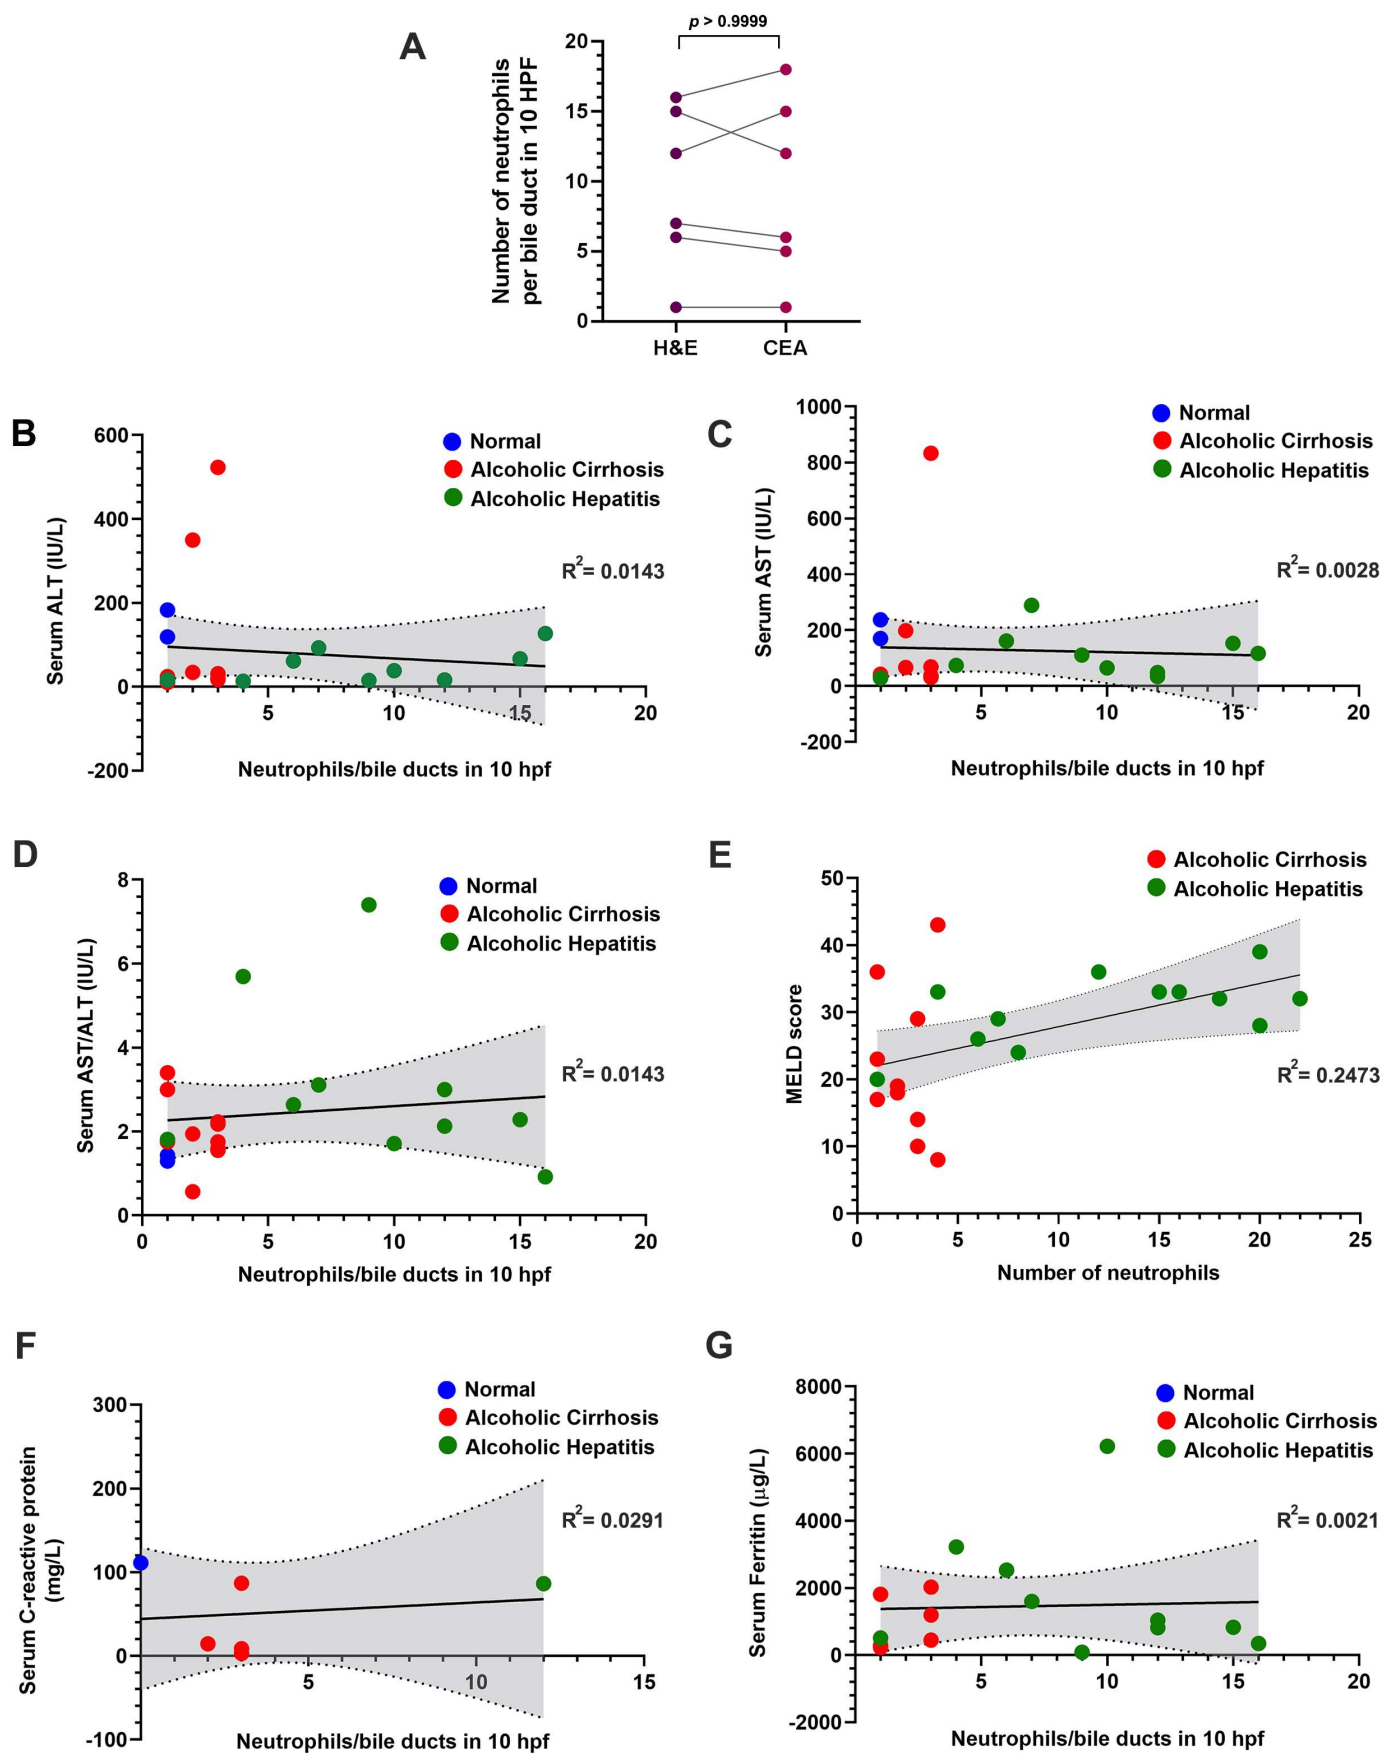 A
p > 0.9999
Number of neutrophils
per bile duct in 10 HPF
20
15
10
5
0
H&E CEA
B
Serum ALT (IU/L)
600
400
200
0
-200
5 10 15 20
Neutrophils/bile ducts in 10 hpf
Normal
Alcoholic Cirrhosis
Alcoholic Hepatitis
R²= 0.0143
C
Serum AST (IU/L)
1000
800
600
400
200
0
-200
5 10 15 20
Neutrophils/bile ducts in 10 hpf
Normal
Alcoholic Cirrhosis
Alcoholic Hepatitis
R²= 0.0028
D
Serum AST/ALT (IU/L)
8
6
4
2
0
0 5 10 15 20
Neutrophils/bile ducts in 10 hpf
Normal
Alcoholic Cirrhosis
Alcoholic Hepatitis
R²= 0.0143
E
MELD score
50
40
30
20
10
0
0 5 10 15 20 25
Number of neutrophils
Alcoholic Cirrhosis
Alcoholic Hepatitis
R²= 0.2473
F
Serum C-reactive protein
(mg/L)
300
200
100
0
-100
5 10 15
Neutrophils/bile ducts in 10 hpf
Normal
Alcoholic Cirrhosis
Alcoholic Hepatitis
R²= 0.0291
G
Serum Ferritin (µg/L)
8000
6000
4000
2000
0
-2000
5 10 15 20
Neutrophils/bile ducts in 10 hpf
Normal
Alcoholic Cirrhosis
Alcoholic Hepatitis
R²= 0.0021